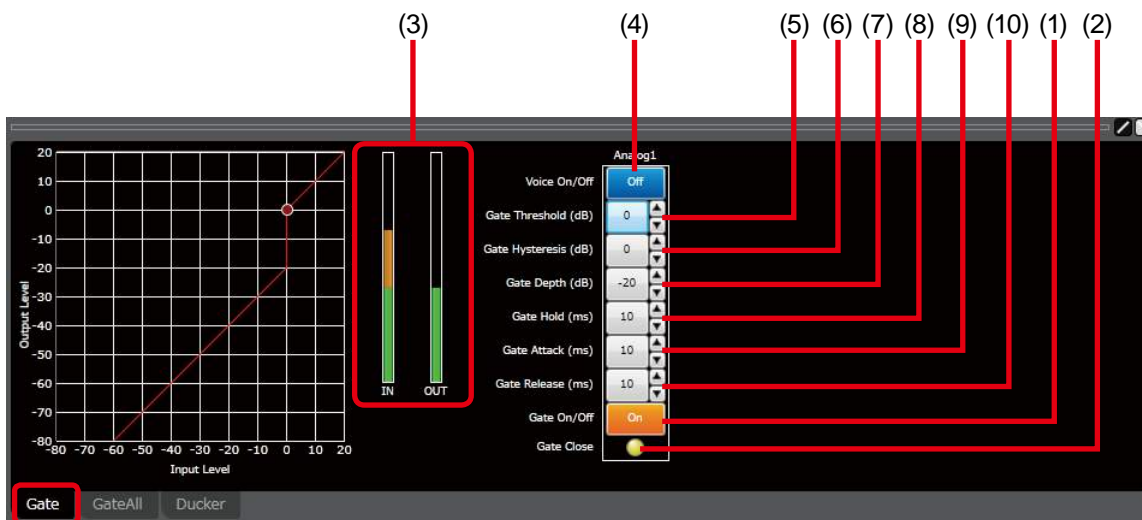 (3) (4) (5) (6) (7) (8) (9) (10) (1) (2)
Analog1
Voice On/Off Off
Gate Threshold (dB) 0
Gate Hysteresis (dB) 0
Gate Depth (dB) -20
Gate Hold (ms) 10
Gate Attack (ms) 10
Gate Release (ms) 10
Gate On/Off On
Gate Close
20
10
0
-10
-20
-30
-40
-50
-60
-70
-80
Output Level
-80 -70 -60 -50 -40 -30 -20 -10 0 10 20
Input Level
IN OUT
Gate GateAll Ducker